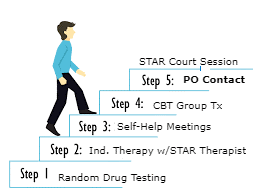 STAR Court Session
Step 5: PO Contact
Step 4: CBT Group Tx
Step 3: Self-Help Meetings
Step 2: Ind. Therapy w/STAR Therapist
Step 1 Random Drug Testing